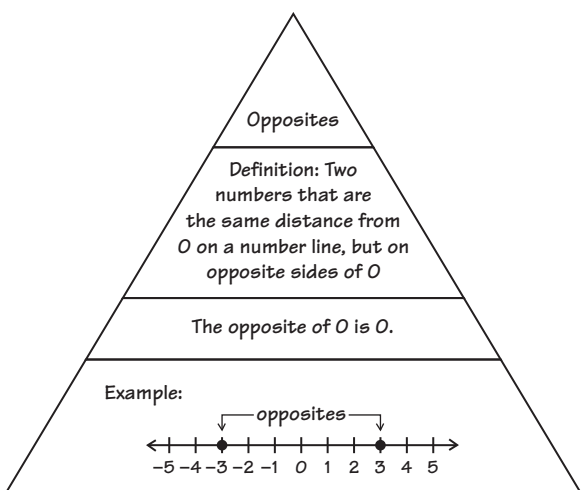 Opposites
Definition: Two
numbers that are
the same distance from
0 on a number line, but on
opposite sides of 0
The opposite of 0 is 0.
Example:
opposites
−5 −4 −3 −2 −1 0 1 2 3 4 5